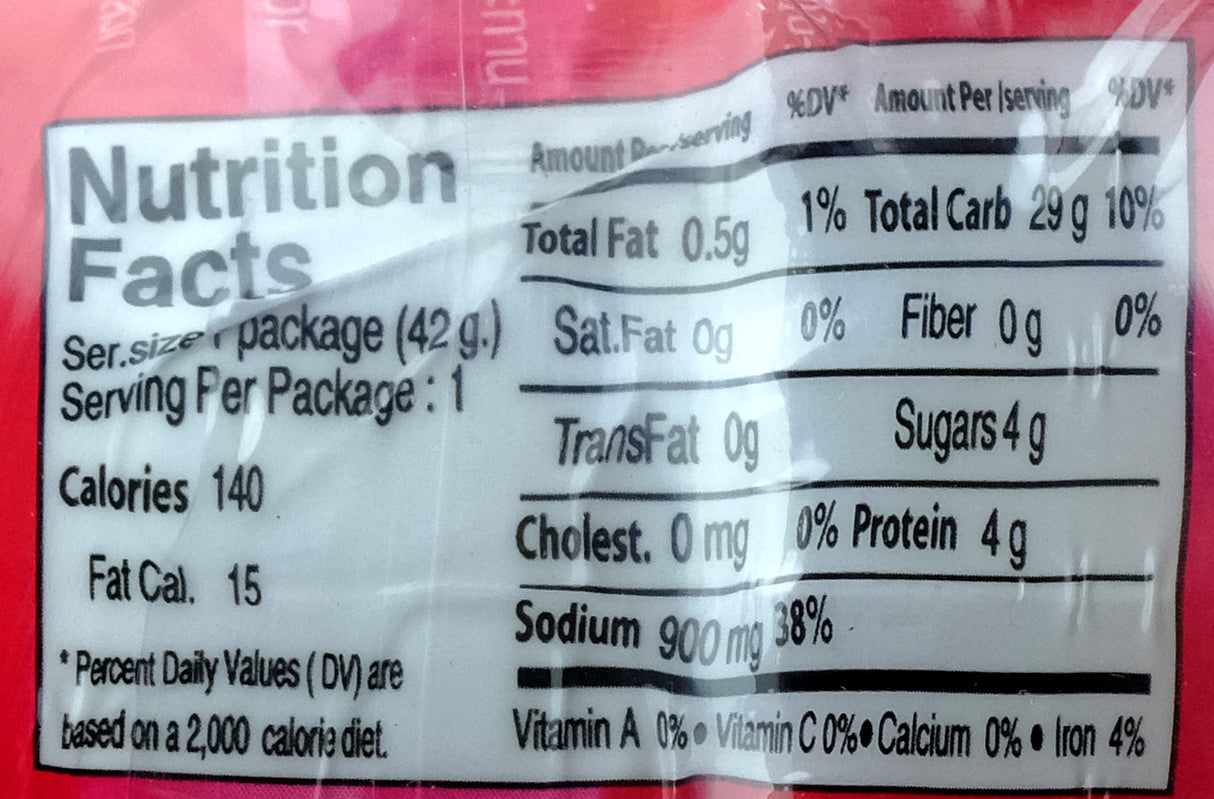 Nutrition
Facts
Ser.size package (42 g.)
Serving Per Package : 1
Calories 140
Fat Cal. 15
* Percent Daily Values ( DV) are
based on a 2,000 calorie diet.
Amount serving %DV* Amount Per 1serving %DV*
Total Fat 0.5g 1% Total Carb 29 g 10%
Sat.Fat 0g 0% Fiber 0 g 0%
TransFat 0g Sugars 4 g
Cholest. 0 mg 0% Protein 4 g
Sodium 900 mg 38%
Vitamin A 0% • Vitamin C 0% • Calcium 0% • Iron 4%